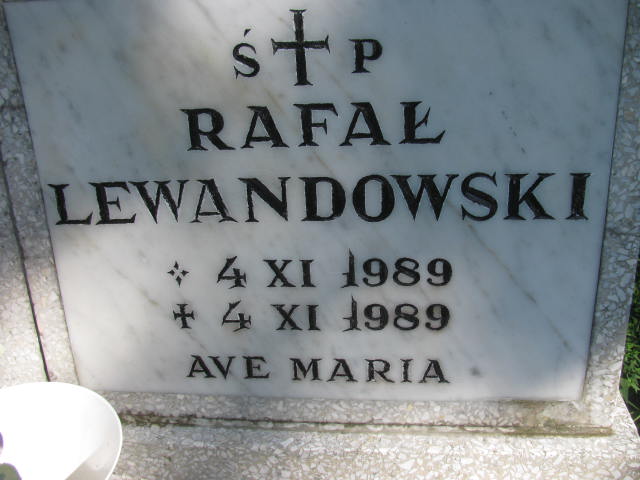 Ś P
RAFAŁ
LEWANDOWSKI
4 XI 1989
4 XI 1989
AVE MARIA